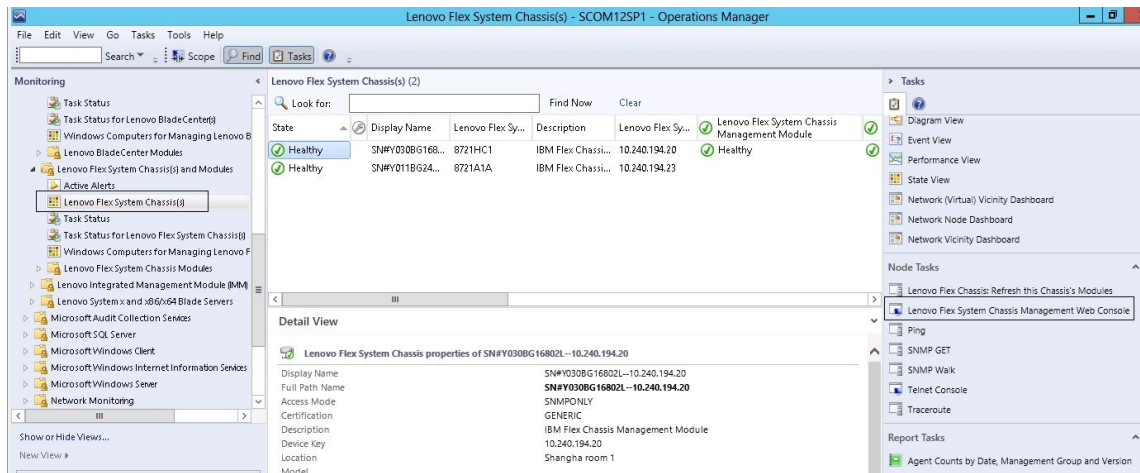 Lenovo Flex System Chassis(s) - SCOM12SP1 - Operations Manager
File Edit View Go Tasks Tools Help
Search Scope Find Tasks
Monitoring
Task Status
Task Status for Lenovo BladeCenter(s)
Windows Computers for Managing Lenovo B
Lenovo BladeCenter Modules
Lenovo Flex System Chassis(s) and Modules
Active Alerts
Lenovo Flex System Chassis(s)
Task Status
Task Status for Lenovo Flex System Chassis(s)
Windows Computers for Managing Lenovo F
Lenovo Flex System Chassis Modules
Lenovo Integrated Management Module (IMM)
Lenovo System x and x86/x64 Blade Servers
Microsoft Audit Collection Services
Microsoft SQL Server
Microsoft Windows Client
Microsoft Windows Internet Information Services
Microsoft Windows Server
Network Monitoring
Show or Hide Views...
New View
Lenovo Flex System Chassis(s) (2)
Look for: Find Now Clear
State Display Name Lenovo Flex Sy... Description Lenovo Flex Sy... Lenovo Flex System Chassis Management Module
Healthy SN#Y030BG168... 8721HC1 IBM Flex Chassi... 10.240.194.20 Healthy
Healthy SN#Y011BG24... 8721A1A IBM Flex Chassi... 10.240.194.23
Detail View
Lenovo Flex System Chassis properties of SN#Y030BG16802L--10.240.194.20
Display Name SN#Y030BG16802L--10.240.194.20
Full Path Name SN#Y030BG16802L--10.240.194.20
Access Mode SNMPONLY
Certification GENERIC
Description IBM Flex Chassis Management Module
Device Key 10.240.194.20
Location Shangha room 1
Model
Tasks
Diagram View
Event View
Performance View
State View
Network (Virtual) Vicinity Dashboard
Network Node Dashboard
Network Vicinity Dashboard
Node Tasks
Lenovo Flex Chassis: Refresh this Chassis's Modules
Lenovo Flex System Chassis Management Web Console
Ping
SNMP GET
SNMP Walk
Telnet Console
Traceroute
Report Tasks
Agent Counts by Date, Management Group and Version